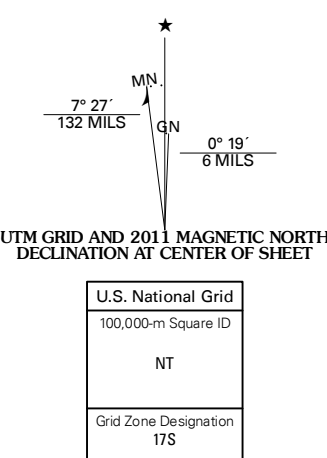 ★
MN.
GN
7° 27´
132 MILS
0° 19´
6 MILS
UTM GRID AND 2011 MAGNETIC NORTH
DECLINATION AT CENTER OF SHEET
U.S. National Grid
100,000-m Square ID
NT
Grid Zone Designation
17S